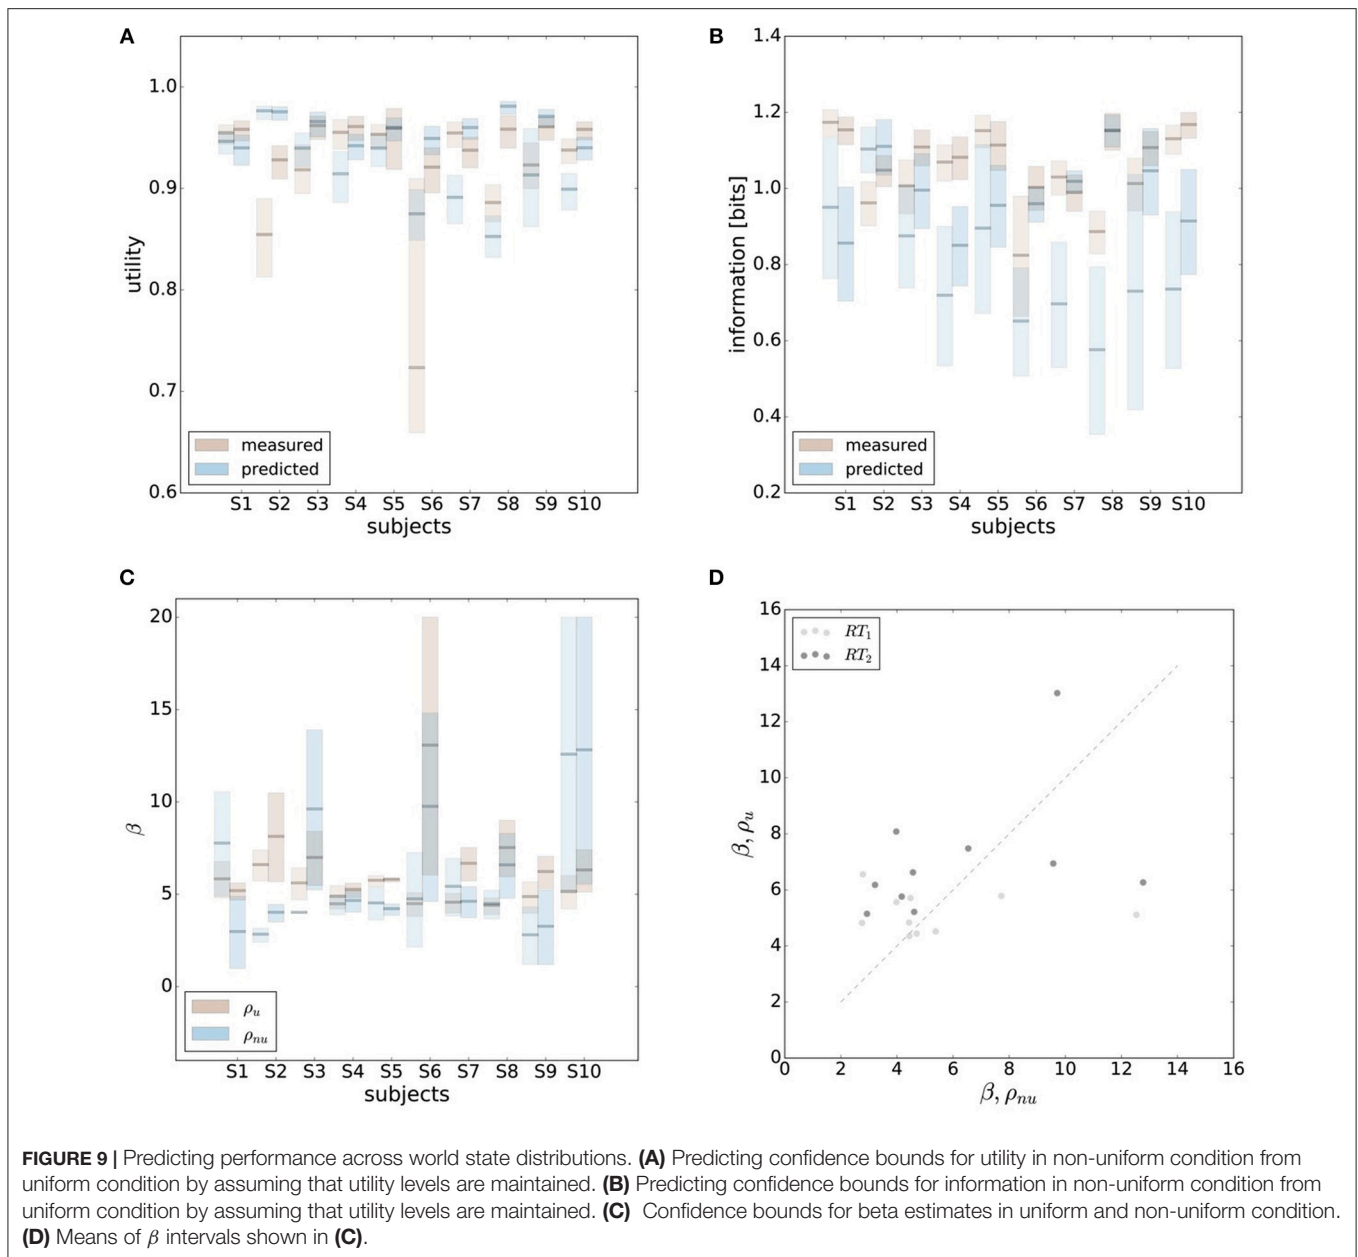 A
1.0
0.9
0.8
0.7
0.6
utility
measured
predicted
S1 S2 S3 S4 S5 S6 S7 S8 S9 S10
subjects
B
1.4
1.2
1.0
0.8
0.6
0.4
0.2
information [bits]
measured
predicted
S1 S2 S3 S4 S5 S6 S7 S8 S9 S10
subjects
C
20
15
10
5
0
β
ρu
ρnu
S1 S2 S3 S4 S5 S6 S7 S8 S9 S10
subjects
D
16
14
12
10
8
6
4
2
0
β, ρu
RT1
RT2
0 2 4 6 8 10 12 14 16
β, ρnu
FIGURE 9 | Predicting performance across world state distributions. (A) Predicting confidence bounds for utility in non-uniform condition from
uniform condition by assuming that utility levels are maintained. (B) Predicting confidence bounds for information in non-uniform condition from
uniform condition by assuming that utility levels are maintained. (C) Confidence bounds for beta estimates in uniform and non-uniform condition.
(D) Means of β intervals shown in (C).